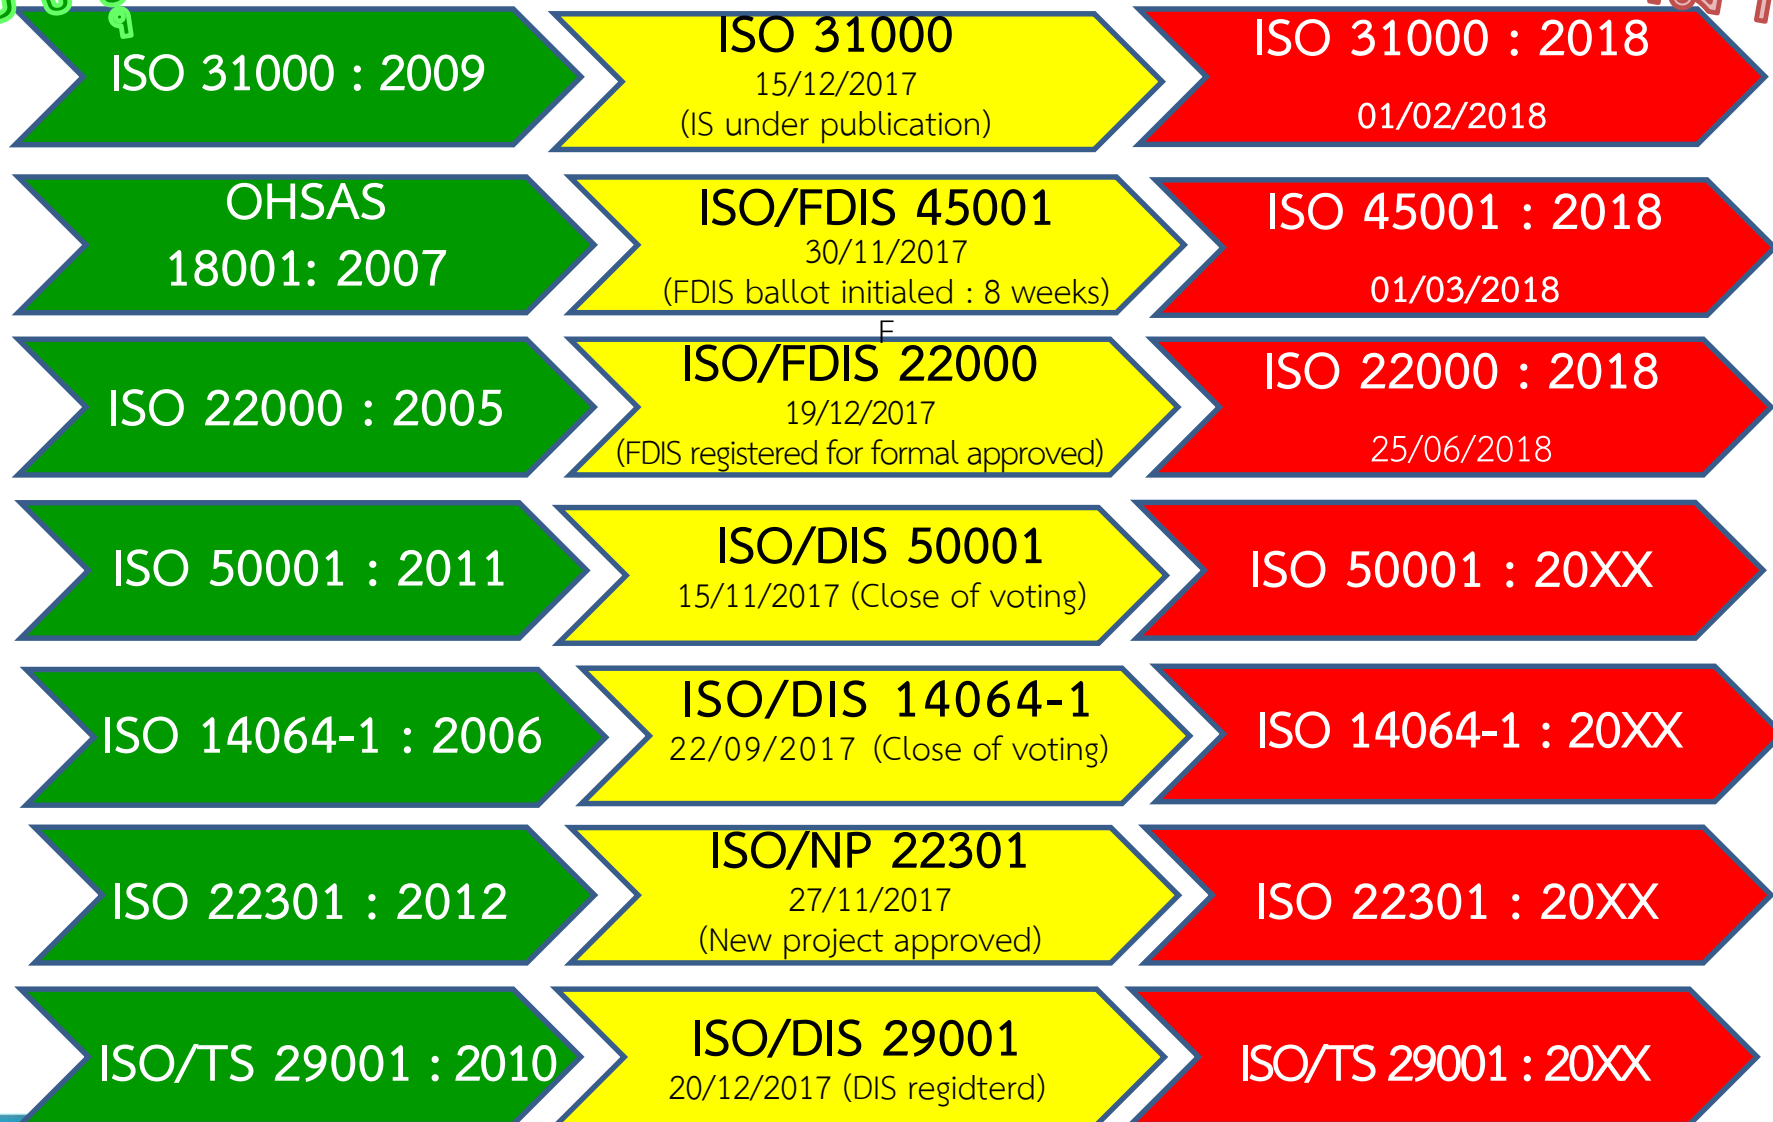 ISO 31000 : 2009
ISO 31000
15/12/2017
(IS under publication)
ISO 31000 : 2018
01/02/2018
OHSAS
18001: 2007
ISO/FDIS 45001
30/11/2017
(FDIS ballot initialed : 8 weeks)
F
ISO 45001 : 2018
01/03/2018
ISO 22000 : 2005
ISO/FDIS 22000
19/12/2017
(FDIS registered for formal approved)
ISO 22000 : 2018
25/06/2018
ISO 50001 : 2011
ISO/DIS 50001
15/11/2017 (Close of voting)
ISO 50001 : 20XX
ISO 14064-1 : 2006
ISO/DIS 14064-1
22/09/2017 (Close of voting)
ISO 14064-1 : 20XX
ISO 22301 : 2012
ISO/NP 22301
27/11/2017
(New project approved)
ISO 22301 : 20XX
ISO/TS 29001 : 2010
ISO/DIS 29001
20/12/2017 (DIS regidterd)
ISO/TS 29001 : 20XX